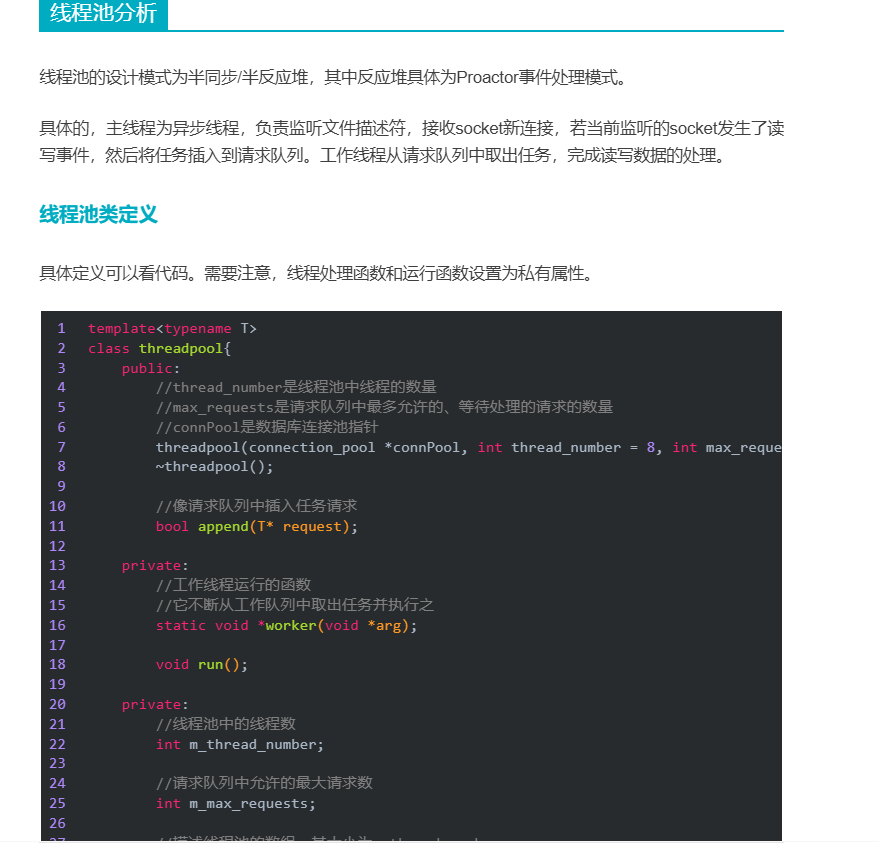 线程池分析
线程池的设计模式为半同步/半反应堆，其中反应堆具体为Proactor事件处理模式。
具体的，主线程为异步线程，负责监听文件描述符，接收socket新连接，若当前监听的socket发生了读
写事件，然后将任务插入到请求队列。工作线程从请求队列中取出任务，完成读写数据的处理。
线程池类定义
具体定义可以看代码。需要注意，线程处理函数和运行函数设置为私有属性。
1 template<typename T>
2 class threadpool{
3 public:
4 //thread_number是线程池中线程的数量
5 //max_requests是请求队列中最多允许的、等待处理的请求的数量
6 //connPool是数据库连接池指针
7 threadpool(connection_pool *connPool, int thread_number = 8, int max_reque
8 ~threadpool();
9
10 //像请求队列中插入任务请求
11 bool append(T* request);
12
13 private:
14 //工作线程运行的函数
15 //它不断从工作队列中取出任务并执行之
16 static void *worker(void *arg);
17
18 void run();
19
20 private:
21 //线程池中的线程数
22 int m_thread_number;
23
24 //请求队列中允许的最大请求数
25 int m_max_requests;
26